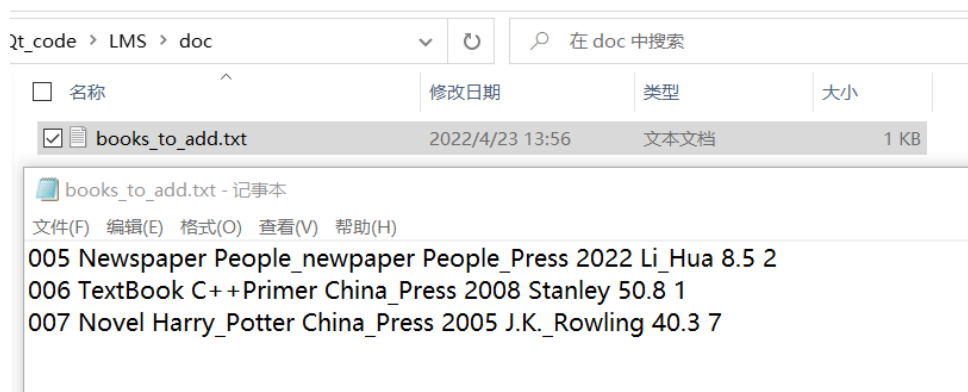 Qt_code > LMS > doc 在 doc 中搜索
名称 修改日期 类型 大小
books_to_add.txt 2022/4/23 13:56 文本文档 1 KB
books_to_add.txt - 记事本
文件(F) 编辑(E) 格式(O) 查看(V) 帮助(H)
005 Newspaper People_newpaper People_Press 2022 Li_Hua 8.5 2
006 TextBook C++Primer China_Press 2008 Stanley 50.8 1
007 Novel Harry_Potter China_Press 2005 J.K._Rowling 40.3 7